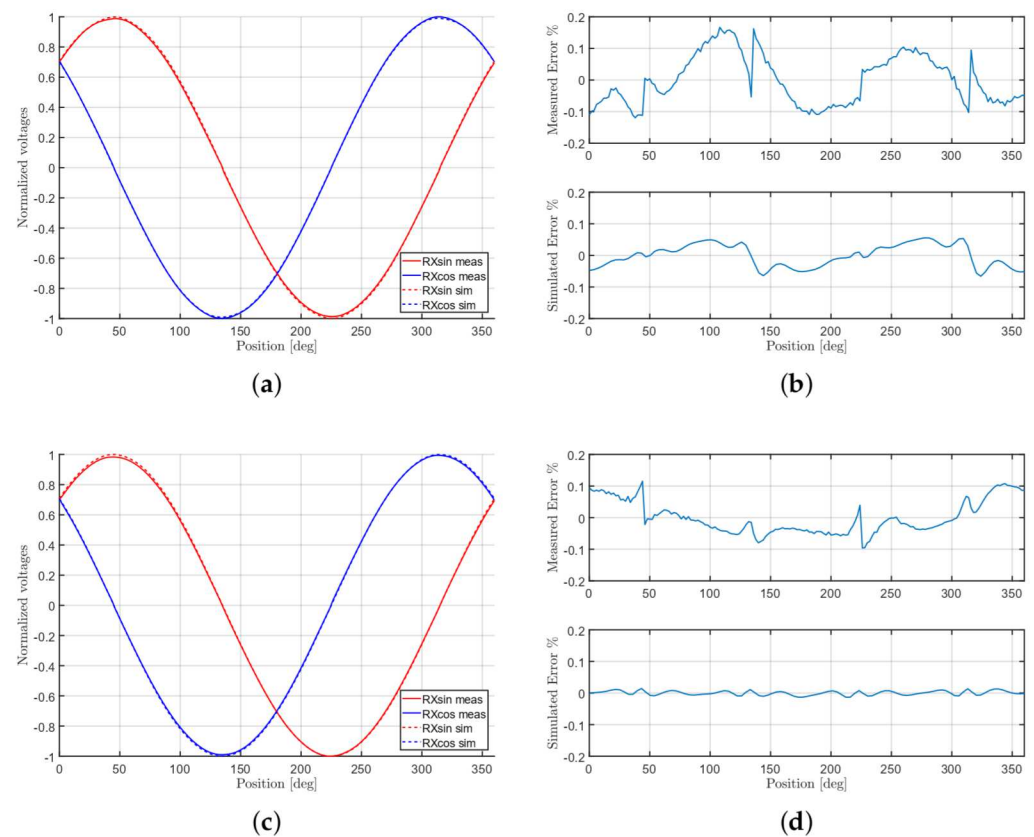 Normalized voltages
1
0.8
0.6
0.4
0.2
0
-0.2
-0.4
-0.6
-0.8
-1
0 50 100 150 200 250 300 350
Position [deg]
RXsin meas
RXcos meas
RXsin sim
RXcos sim
(a)
Measured Error %
0.2
0.1
0
-0.1
-0.2
0 50 100 150 200 250 300 350
Simulated Error %
0.2
0.1
0
-0.1
-0.2
0 50 100 150 200 250 300 350
Position [deg]
(b)
Normalized voltages
1
0.8
0.6
0.4
0.2
0
-0.2
-0.4
-0.6
-0.8
-1
0 50 100 150 200 250 300 350
Position [deg]
RXsin meas
RXcos meas
RXsin sim
RXcos sim
(c)
Measured Error %
0.2
0.1
0
-0.1
-0.2
0 50 100 150 200 250 300 350
Simulated Error %
0.2
0.1
0
-0.1
-0.2
0 50 100 150 200 250 300 350
Position [deg]
(d)